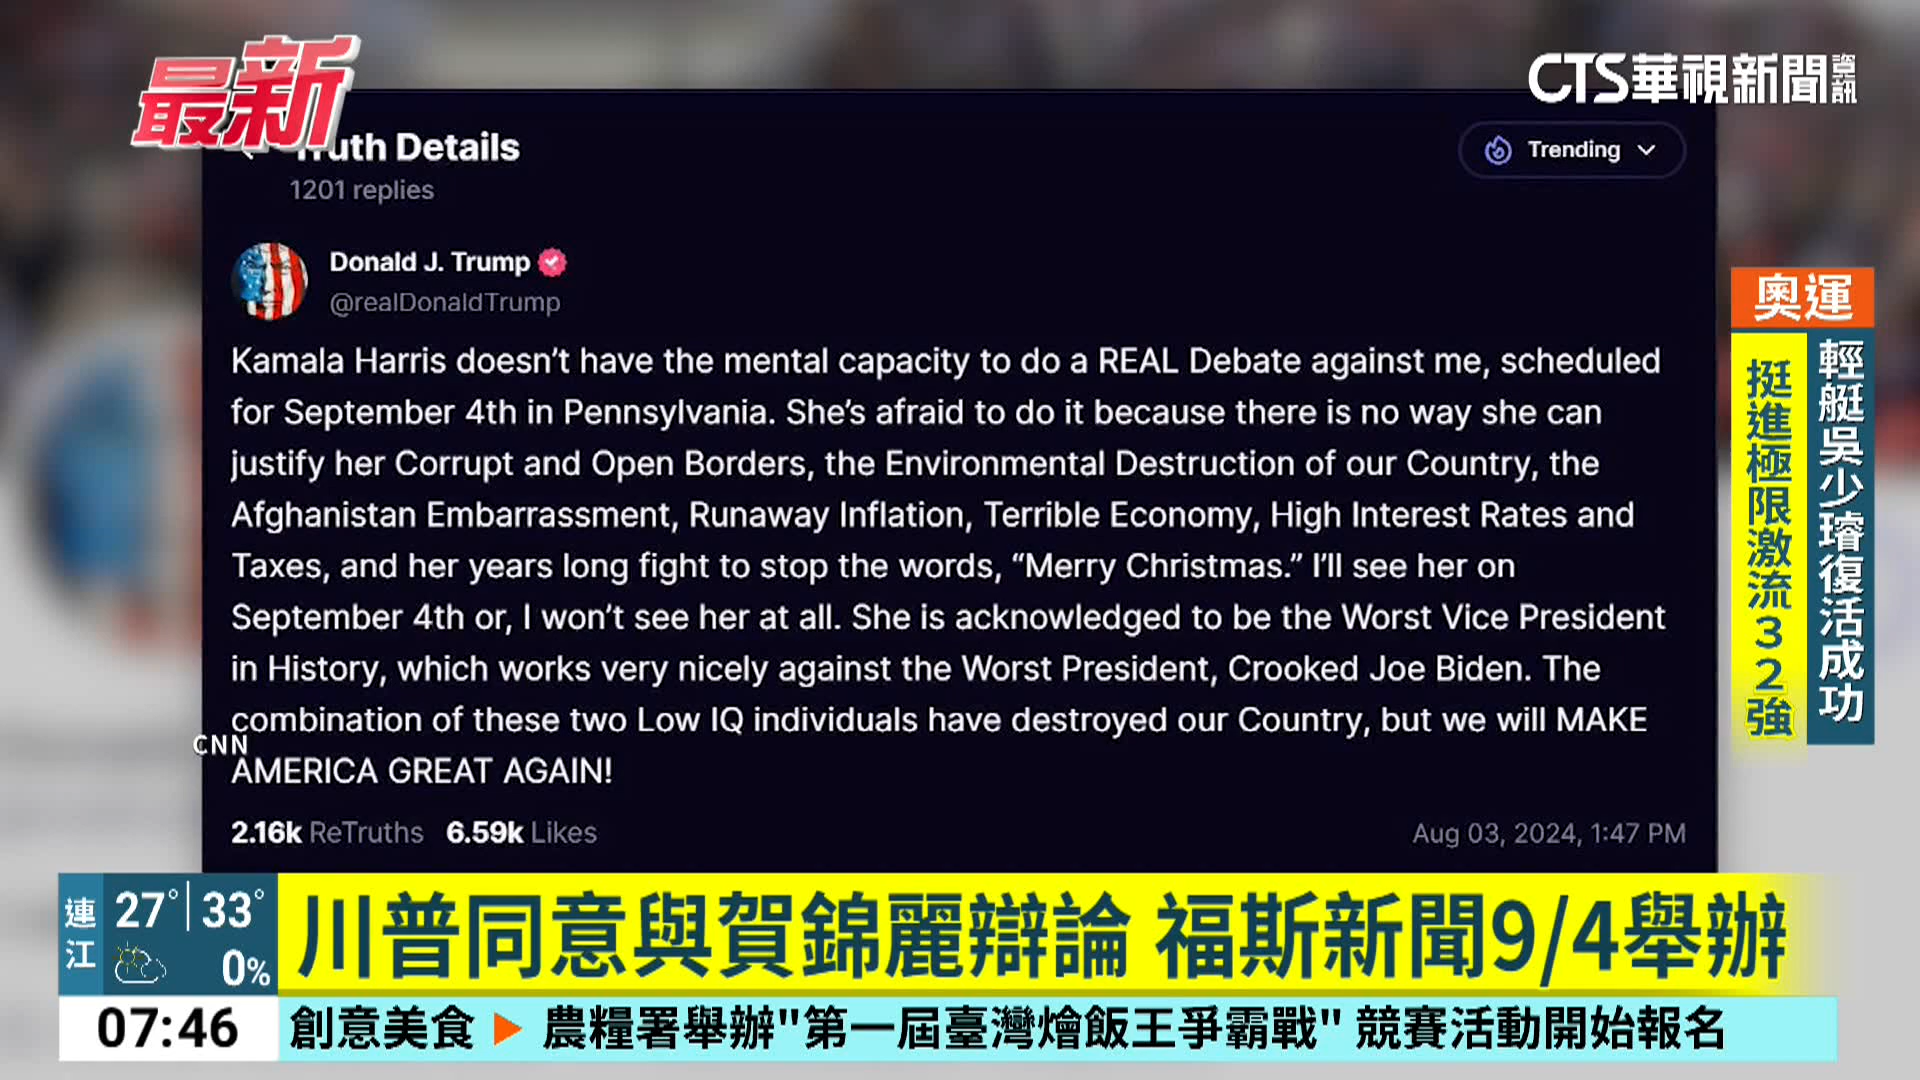 最新
CTS華視新聞資訊
Truth Details
1201 replies
Trending
Donald J. Trump
@realDonaldTrump
Kamala Harris doesn’t have the mental capacity to do a REAL Debate against me, scheduled
for September 4th in Pennsylvania. She’s afraid to do it because there is no way she can
justify her Corrupt and Open Borders, the Environmental Destruction of our Country, the
Afghanistan Embarrassment, Runaway Inflation, Terrible Economy, High Interest Rates and
Taxes, and her years long fight to stop the words, “Merry Christmas.” I’ll see her on
September 4th or, I won’t see her at all. She is acknowledged to be the Worst Vice President
in History, which works very nicely against the Worst President, Crooked Joe Biden. The
combination of these two Low IQ individuals have destroyed our Country, but we will MAKE
AMERICA GREAT AGAIN!
CNN
2.16k ReTruths 6.59k Likes
Aug 03, 2024, 1:47 PM
奧運
輕艇吳少璿復活成功
挺進極限激流32強
連江
27° 33°
0%
川普同意與賀錦麗辯論 福斯新聞9/4舉辦
07:46
創意美食 ▶ 農糧署舉辦"第一屆臺灣燴飯王爭霸戰" 競賽活動開始報名